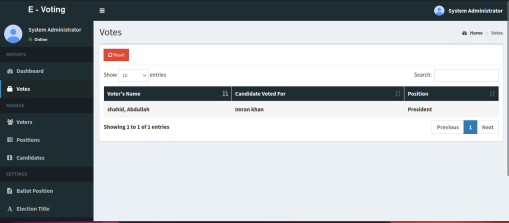 E - Voting
System Administrator
System Administrator
Online
Votes
Home > Votes
REPORTS
Reset
Dashboard
Show 10 entries
Search:
Votes
Voter's Name
Candidate Voted For
Position
MANAGE
shahid, Abdullah
Imran khan
President
Voters
Showing 1 to 1 of 1 entries
Previous 1 Next
Positions
Candidates
SETTINGS
Ballot Position
Election Title